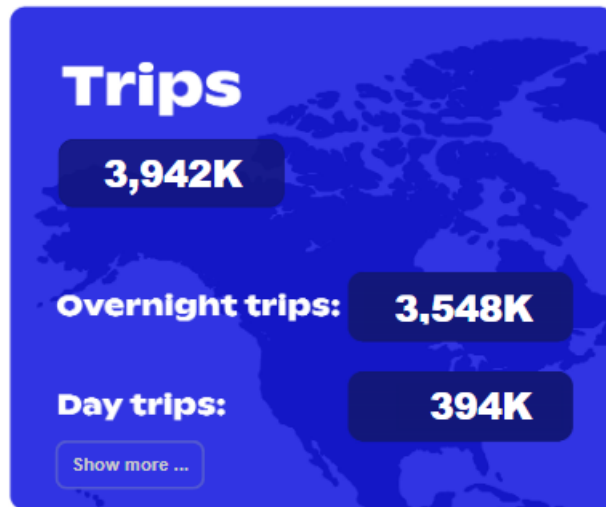 Trips
3,942K
Overnight trips: 3,548K
Day trips: 394K
Show more ...